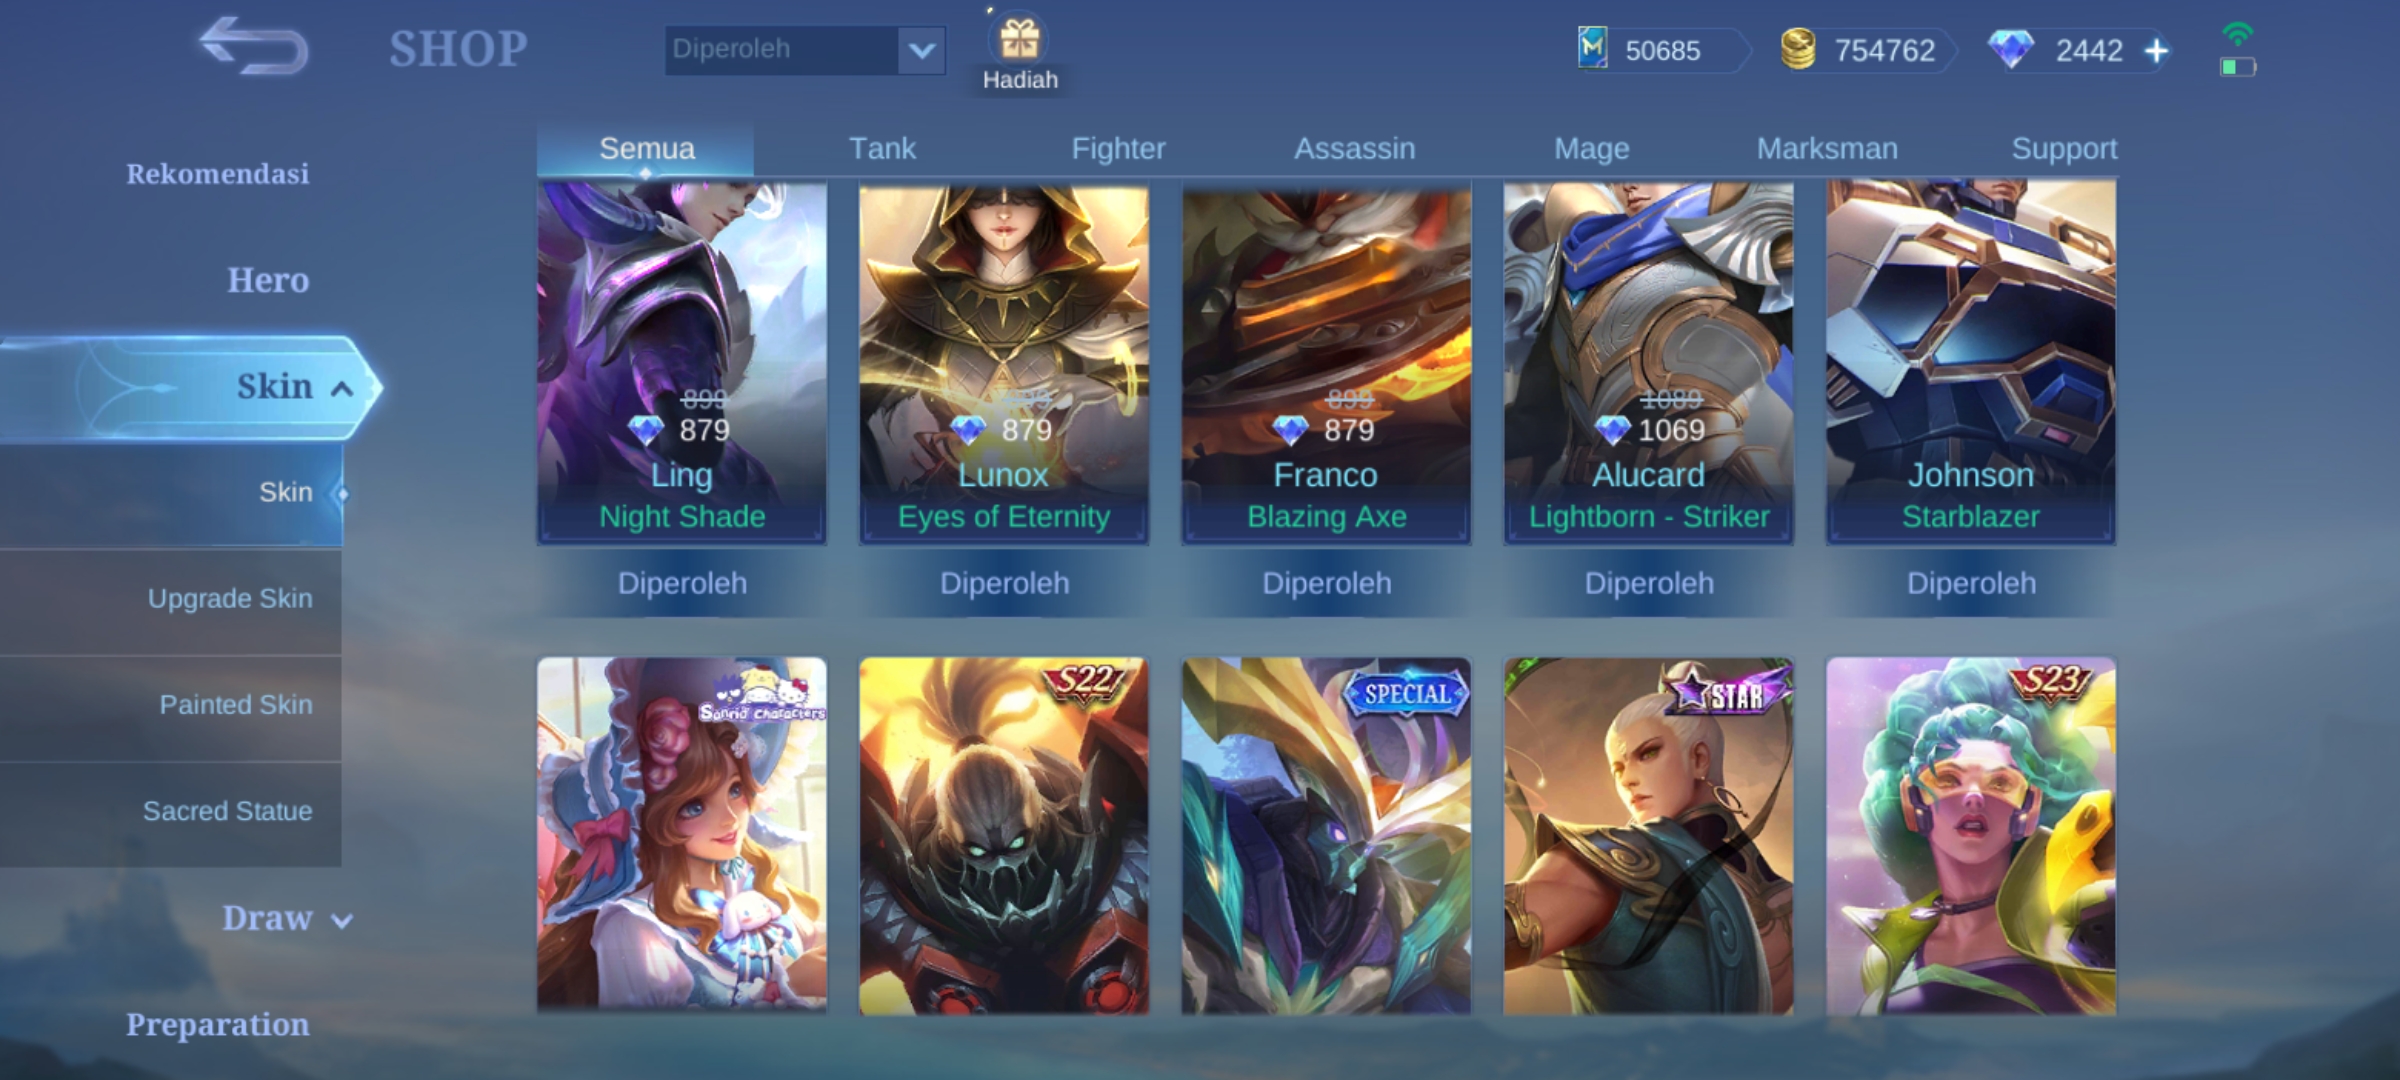 SHOP
Diperoleh
Hadiah
50685
754762
2442
Semua
Tank
Fighter
Assassin
Mage
Marksman
Support
Rekomendasi
Hero
Skin
Skin
Upgrade Skin
Painted Skin
Sacred Statue
Draw
Preparation
899
879
Ling
Night Shade
Diperoleh
879
Lunox
Eyes of Eternity
Diperoleh
899
879
Franco
Blazing Axe
Diperoleh
1089
1069
Alucard
Lightborn - Striker
Diperoleh
Johnson
Starblazer
Diperoleh
Sanrio Characters
S22
SPECIAL
STAR
S23